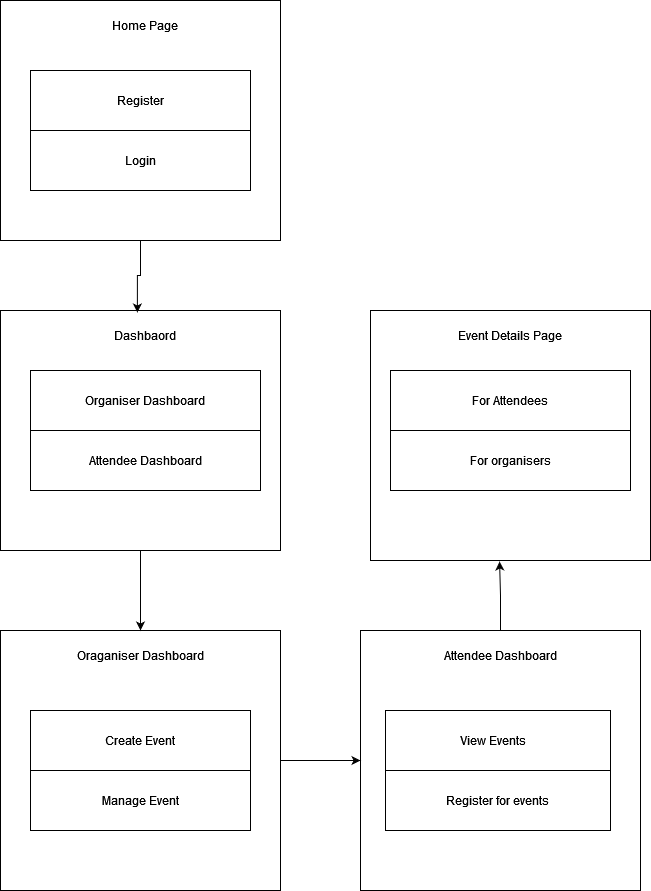 Home Page
Register
Login
Dashbaord
Organiser Dashboard
Attendee Dashboard
Event Details Page
For Attendees
For organisers
Oraganiser Dashboard
Create Event
Manage Event
Attendee Dashboard
View Events
Register for events